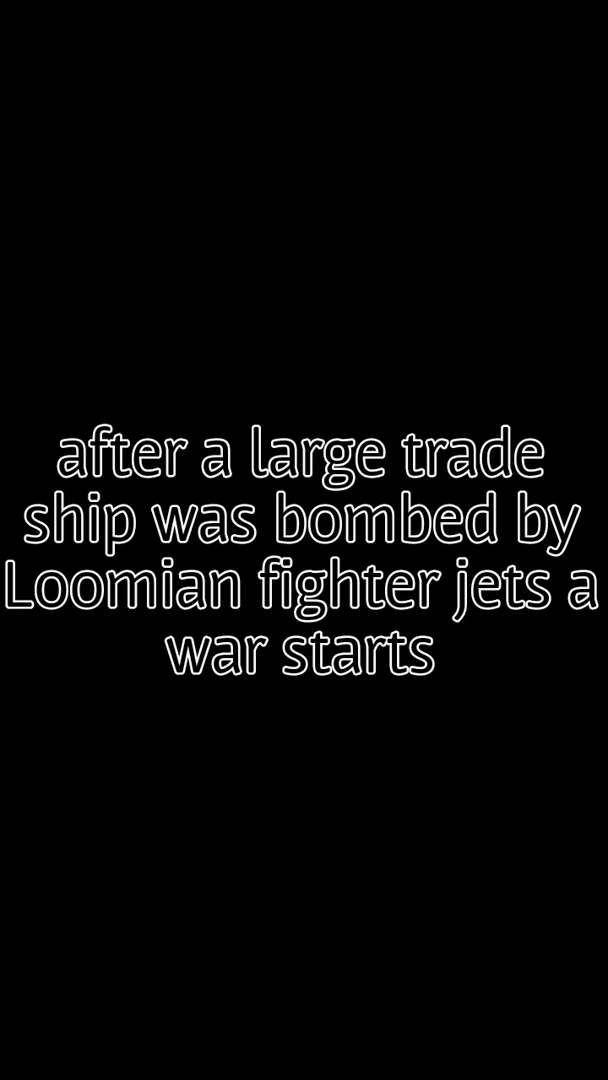 after a large trade
ship was bombed by
Loomian fighter jets a
war starts